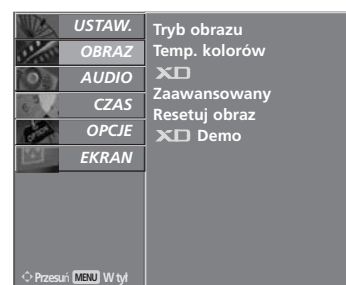 USTAW.
OBRAZ
AUDIO
CZAS
OPCJE
EKRAN
Tryb obrazu
Temp. kolorów
XD
Zaawansowany
Resetuj obraz
XD Demo
Przesuń MENU W tył